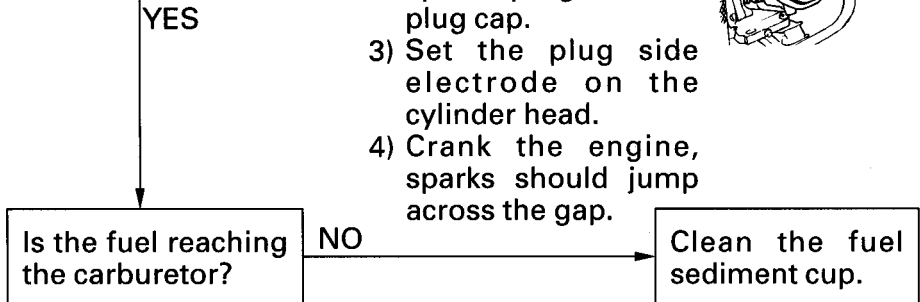 YES
plug cap.
3) Set the plug side
electrode on the
cylinder head.
4) Crank the engine,
sparks should jump
across the gap.
Is the fuel reaching
the carburetor?
NO
Clean the fuel
sediment cup.